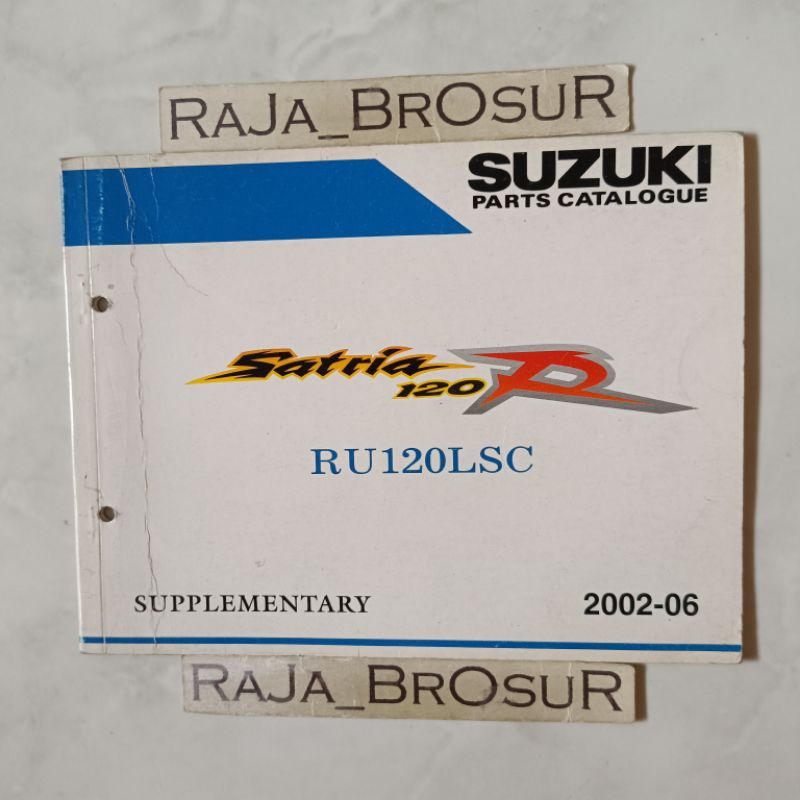 RAJA_BROSUR
SUZUKI
PARTS CATALOGUE
Satria
120 R
RU120LSC
SUPPLEMENTARY
2002-06
RAJA_BROSUR